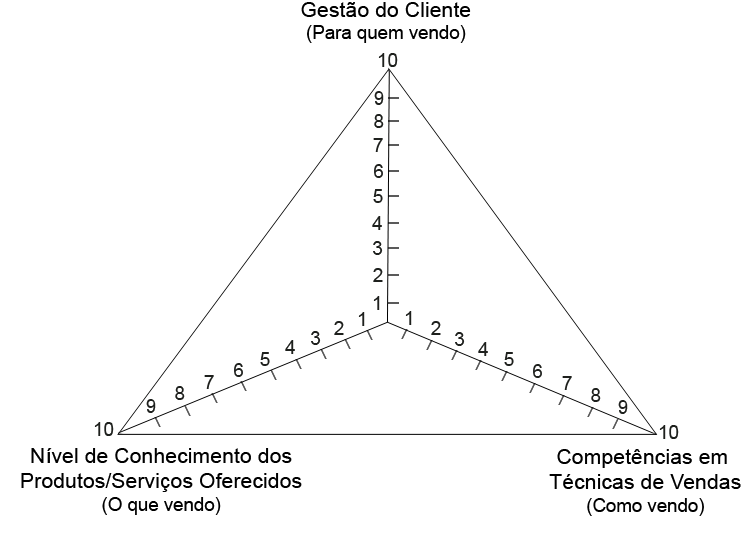 Gestão do Cliente
(Para quem vendo)
10
9
8
7
6
5
4
3
2
1
1 2 3 4 5 6 7 8 9 10
10 9 8 7 6 5 4 3 2 1
Nível de Conhecimento dos
Produtos/Serviços Oferecidos
(O que vendo)
Competências em
Técnicas de Vendas
(Como vendo)